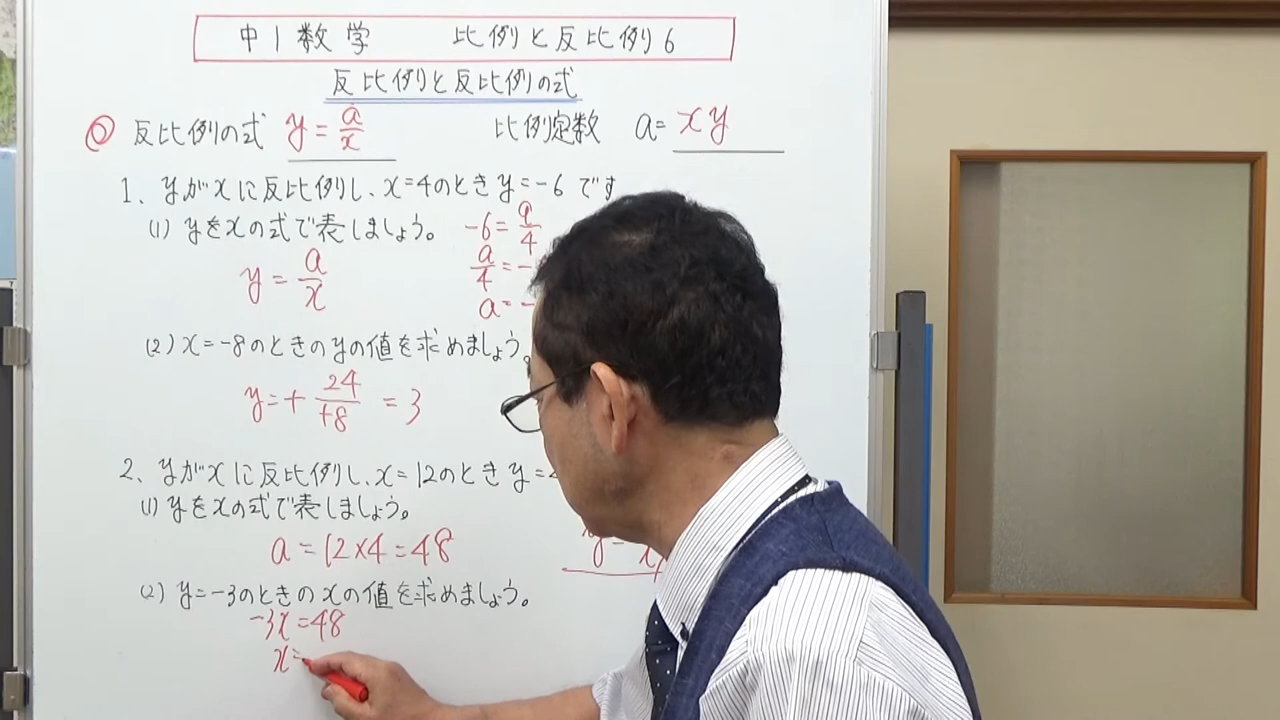 中1数学 比例と反比例6
反比例と反比例の式
◎ 反比例の式 y = a/x 比例定数 a = xy
1、yがxに反比例し、x=4のときy=-6です
(1) yをxの式で表しましょう。 -6 = a/4
y = a/x a/4 = -
a = -
(2) x=-8のときのyの値を求めましょう。
y = + 24/+8 = 3
2、yがxに反比例し、x=12のときy=
(1) yをxの式で表しましょう。
a = 12×4 = 48
(2) y=-3のときのxの値を求めましょう。
-3x = 48
x =